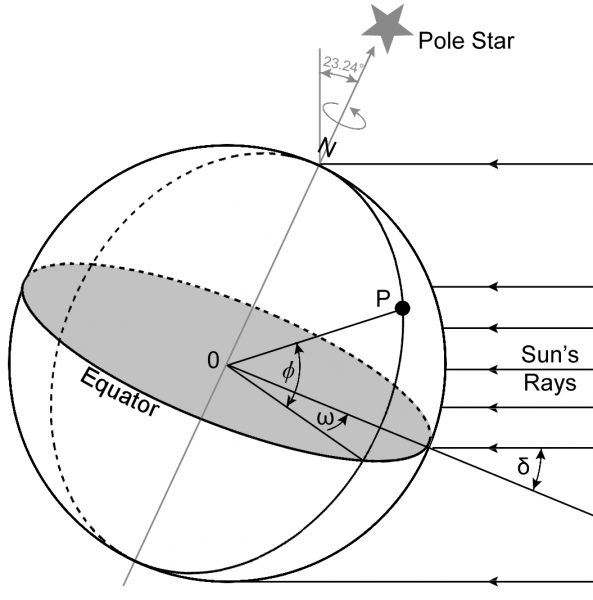 Pole Star
23.24°
N
P
Sun's
Rays
0
ϕ
ω
Equator
δ